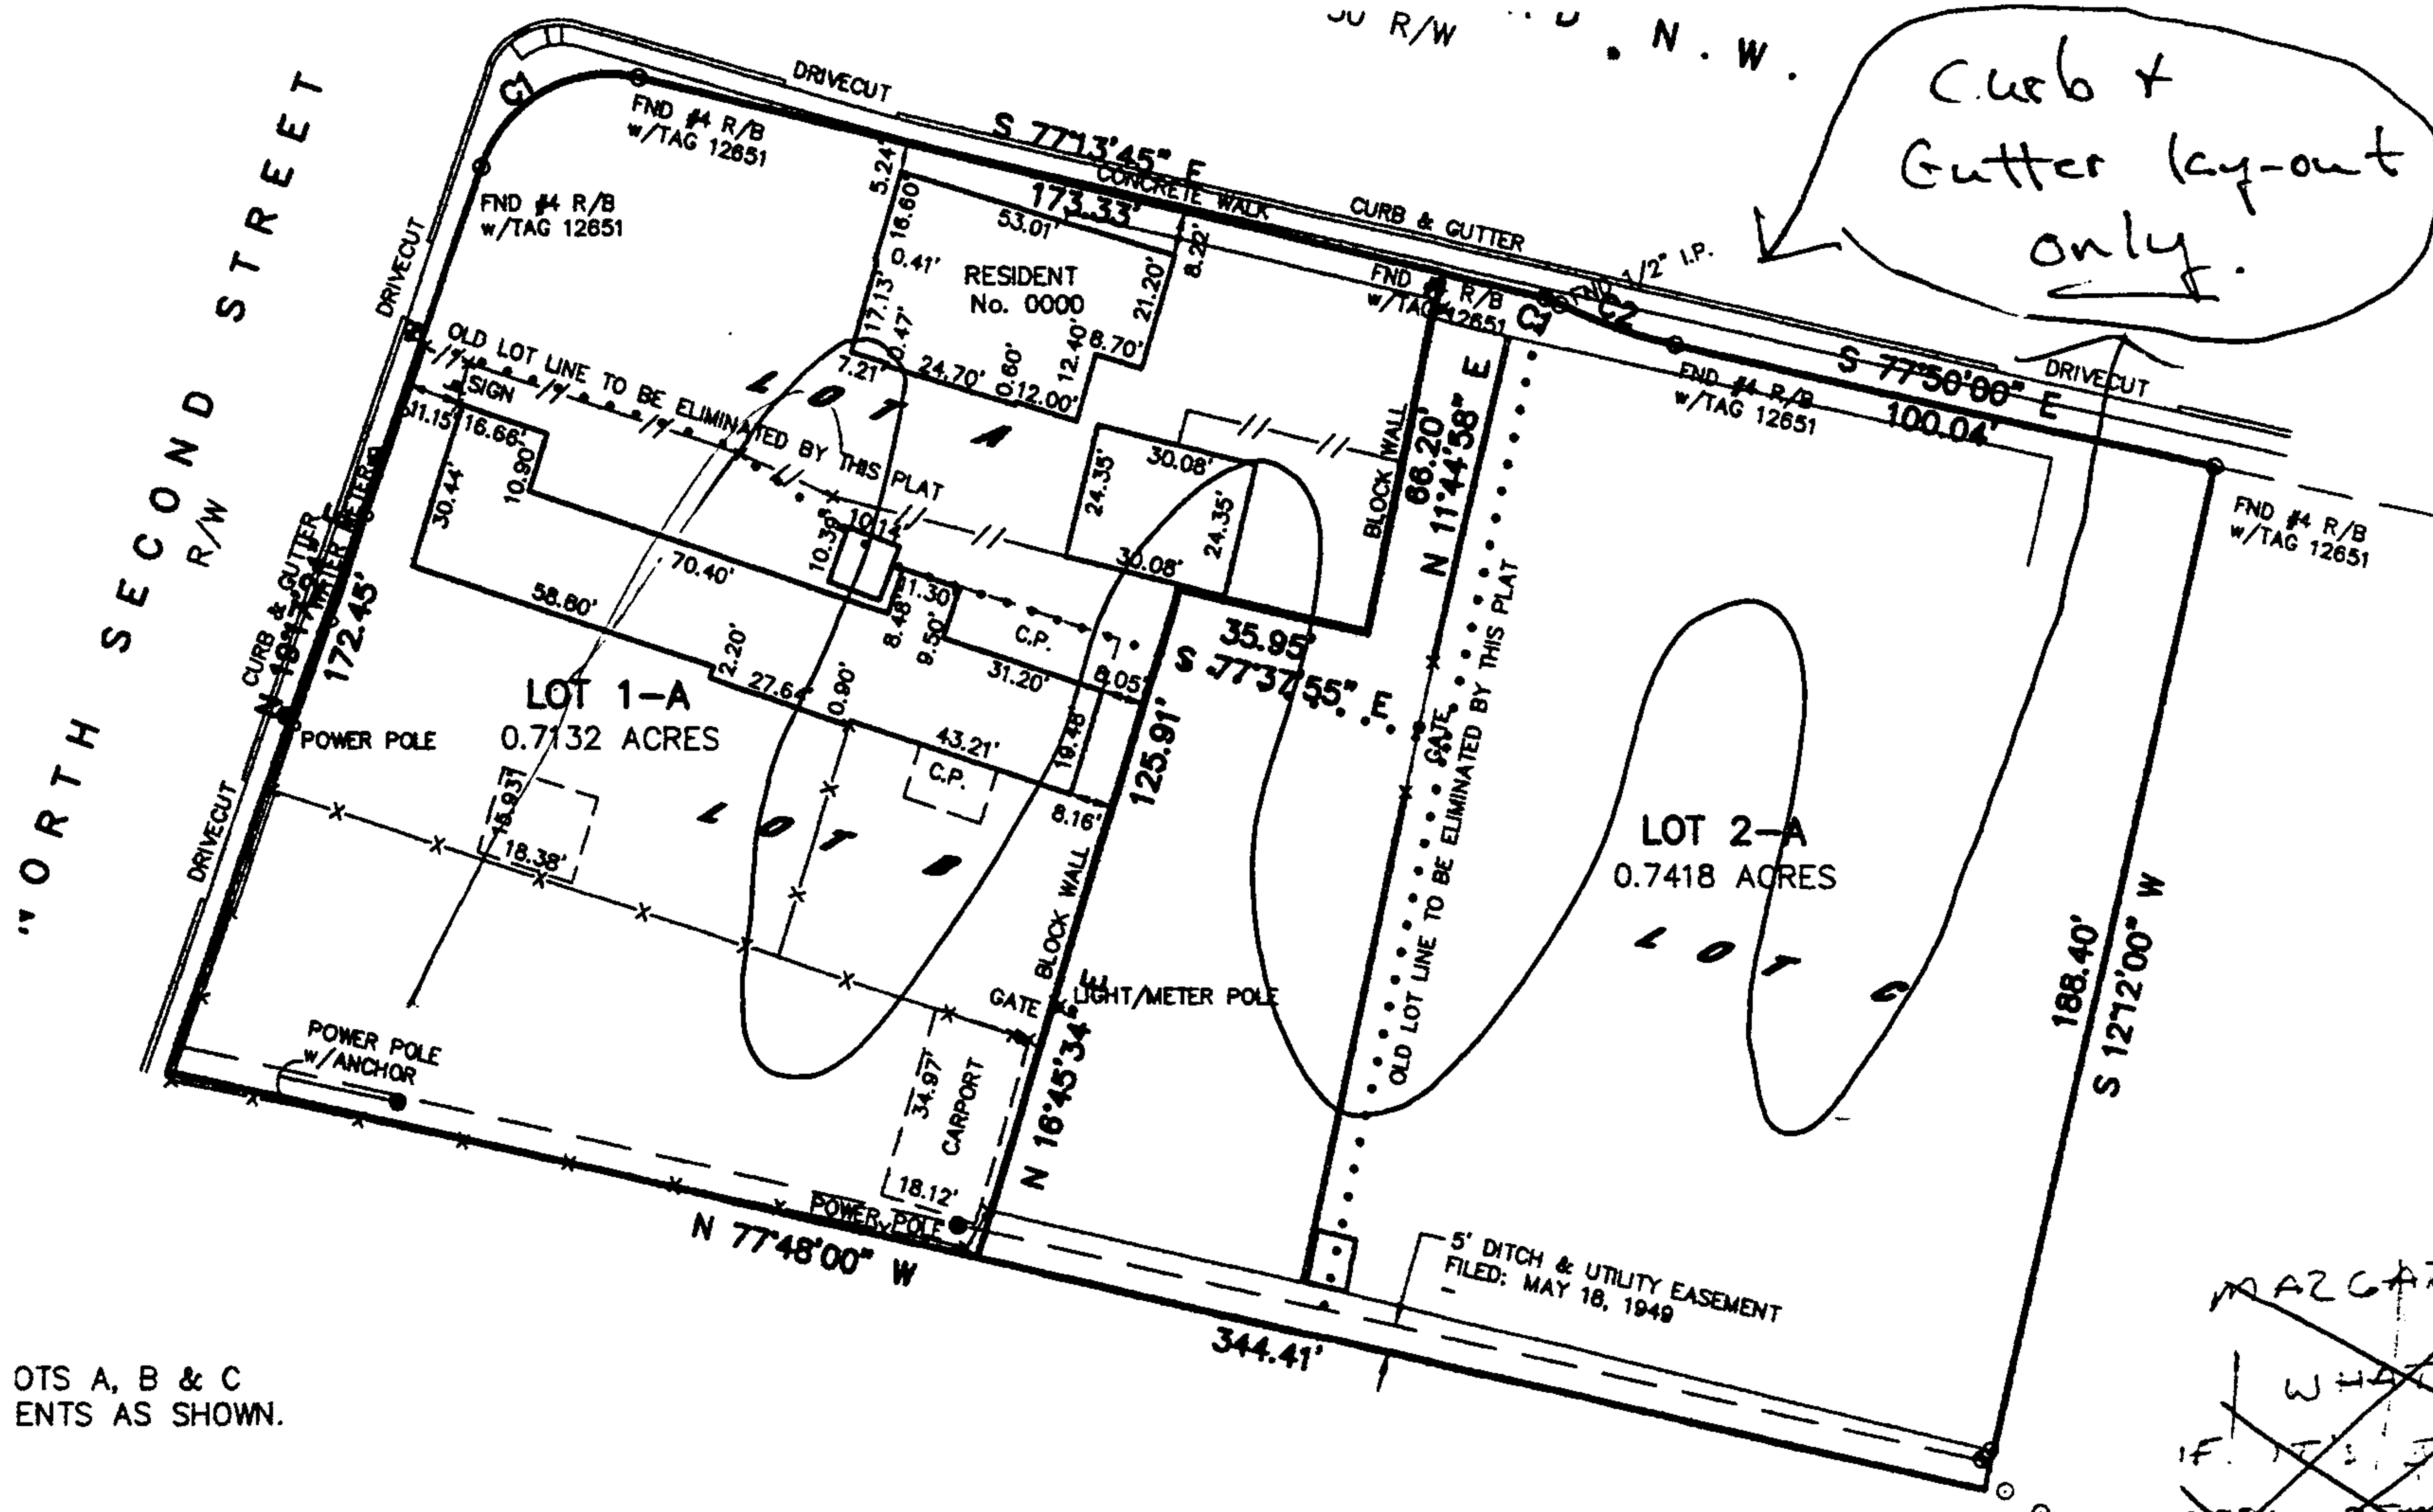 R/W
. N . W .
Curb +
Gutter lay-out
only.
DRIVECUT
FND #4 R/B
w/TAG 12651
S 77°13'45" E
173.33'
CONCRETE WALK
CURB & GUTTER
FND #4 R/B
w/TAG 12651
5.24'
16.60'
53.01'
8.22'
0.41'
RESIDENT
No. 0000
17.13'
0.47'
21.20'
7.21'
24.70'
0.60'
12.00'
12.40'
8.70'
FND R/B
w/TAG 12651
1/2" I.P.
C1
C2
S 77°50'00" E
DRIVECUT
FND #4 R/B
w/TAG 12651
100.04'
FND #4 R/B
w/TAG 12651
ORTH SECOND STREET
R/W
DRIVECUT
OLD LOT LINE TO BE ELIMINATED BY THIS PLAT
SIGN
11.15'
16.66'
10.90'
30.44'
LOT A
24.35'
30.08'
24.35'
30.08'
BLOCK WALL
66.20'
N 11°44'58" E
10.39'
10.14'
70.40'
58.80'
11.30'
8.48'
9.50'
C.P.
31.20'
8.05'
35.95'
S 77°37'55" E
CURB & GUTTER
WATER METER
172.45'
2.20'
27.64'
0.90'
LOT 1-A
0.7132 ACRES
POWER POLE
43.21'
C.P.
19.48'
125.91'
8.16'
GATE
OLD LOT LINE TO BE ELIMINATED BY THIS PLAT
LOT 2-A
0.7418 ACRES
LOT C
188.40'
S 12°12'00" W
DRIVECUT
15.93'
18.38'
LOT B
BLOCK WALL
GATE
LIGHT/METER POLE
POWER POLE
w/ANCHOR
34.97'
CARPORT
18.12'
N 16°45'34" E
POWER POLE
N 77°48'00" W
344.41'
5' DITCH & UTILITY EASEMENT
FILED: MAY 18, 1949
OTS A, B & C
ENTS AS SHOWN.